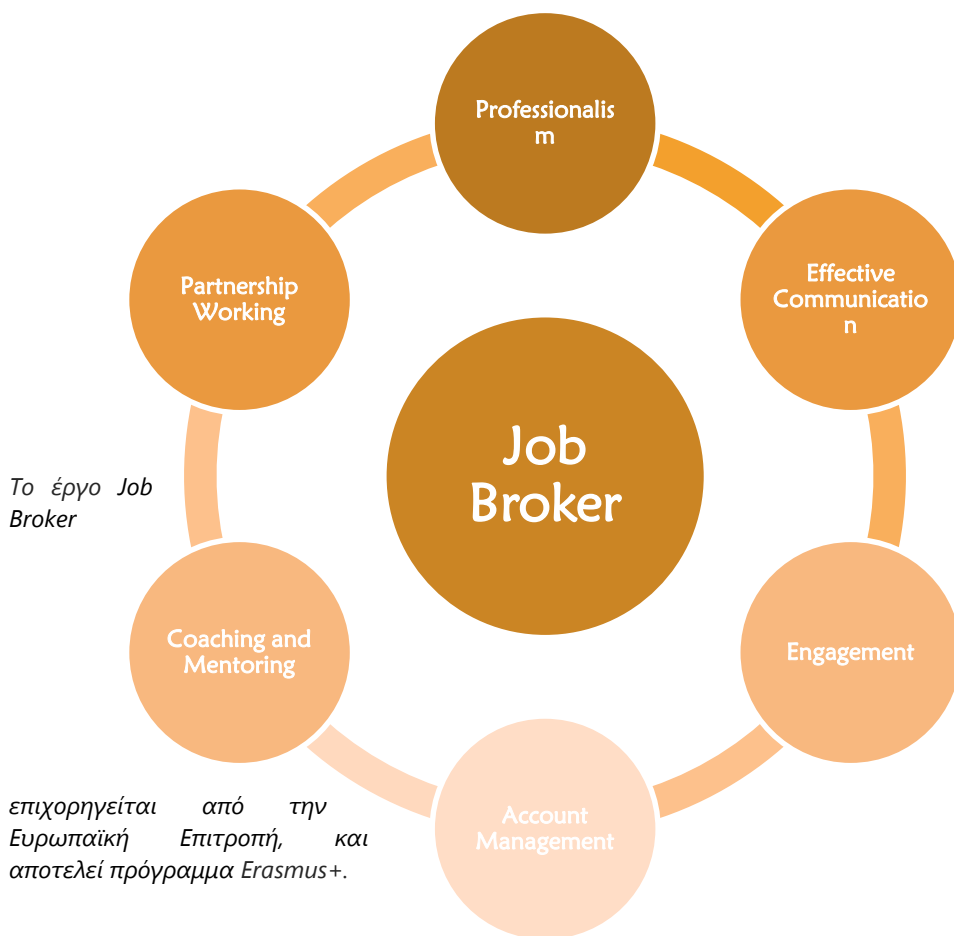 Professionalis
m
Effective
Communicatio
n
Partnership
Working
Job
Broker
Το έργο Job
Broker
Engagement
Coaching and
Mentoring
Account
Management
επιχορηγείται από την
Ευρωπαϊκή Επιτροπή, και
αποτελεί πρόγραμμα Erasmus+.